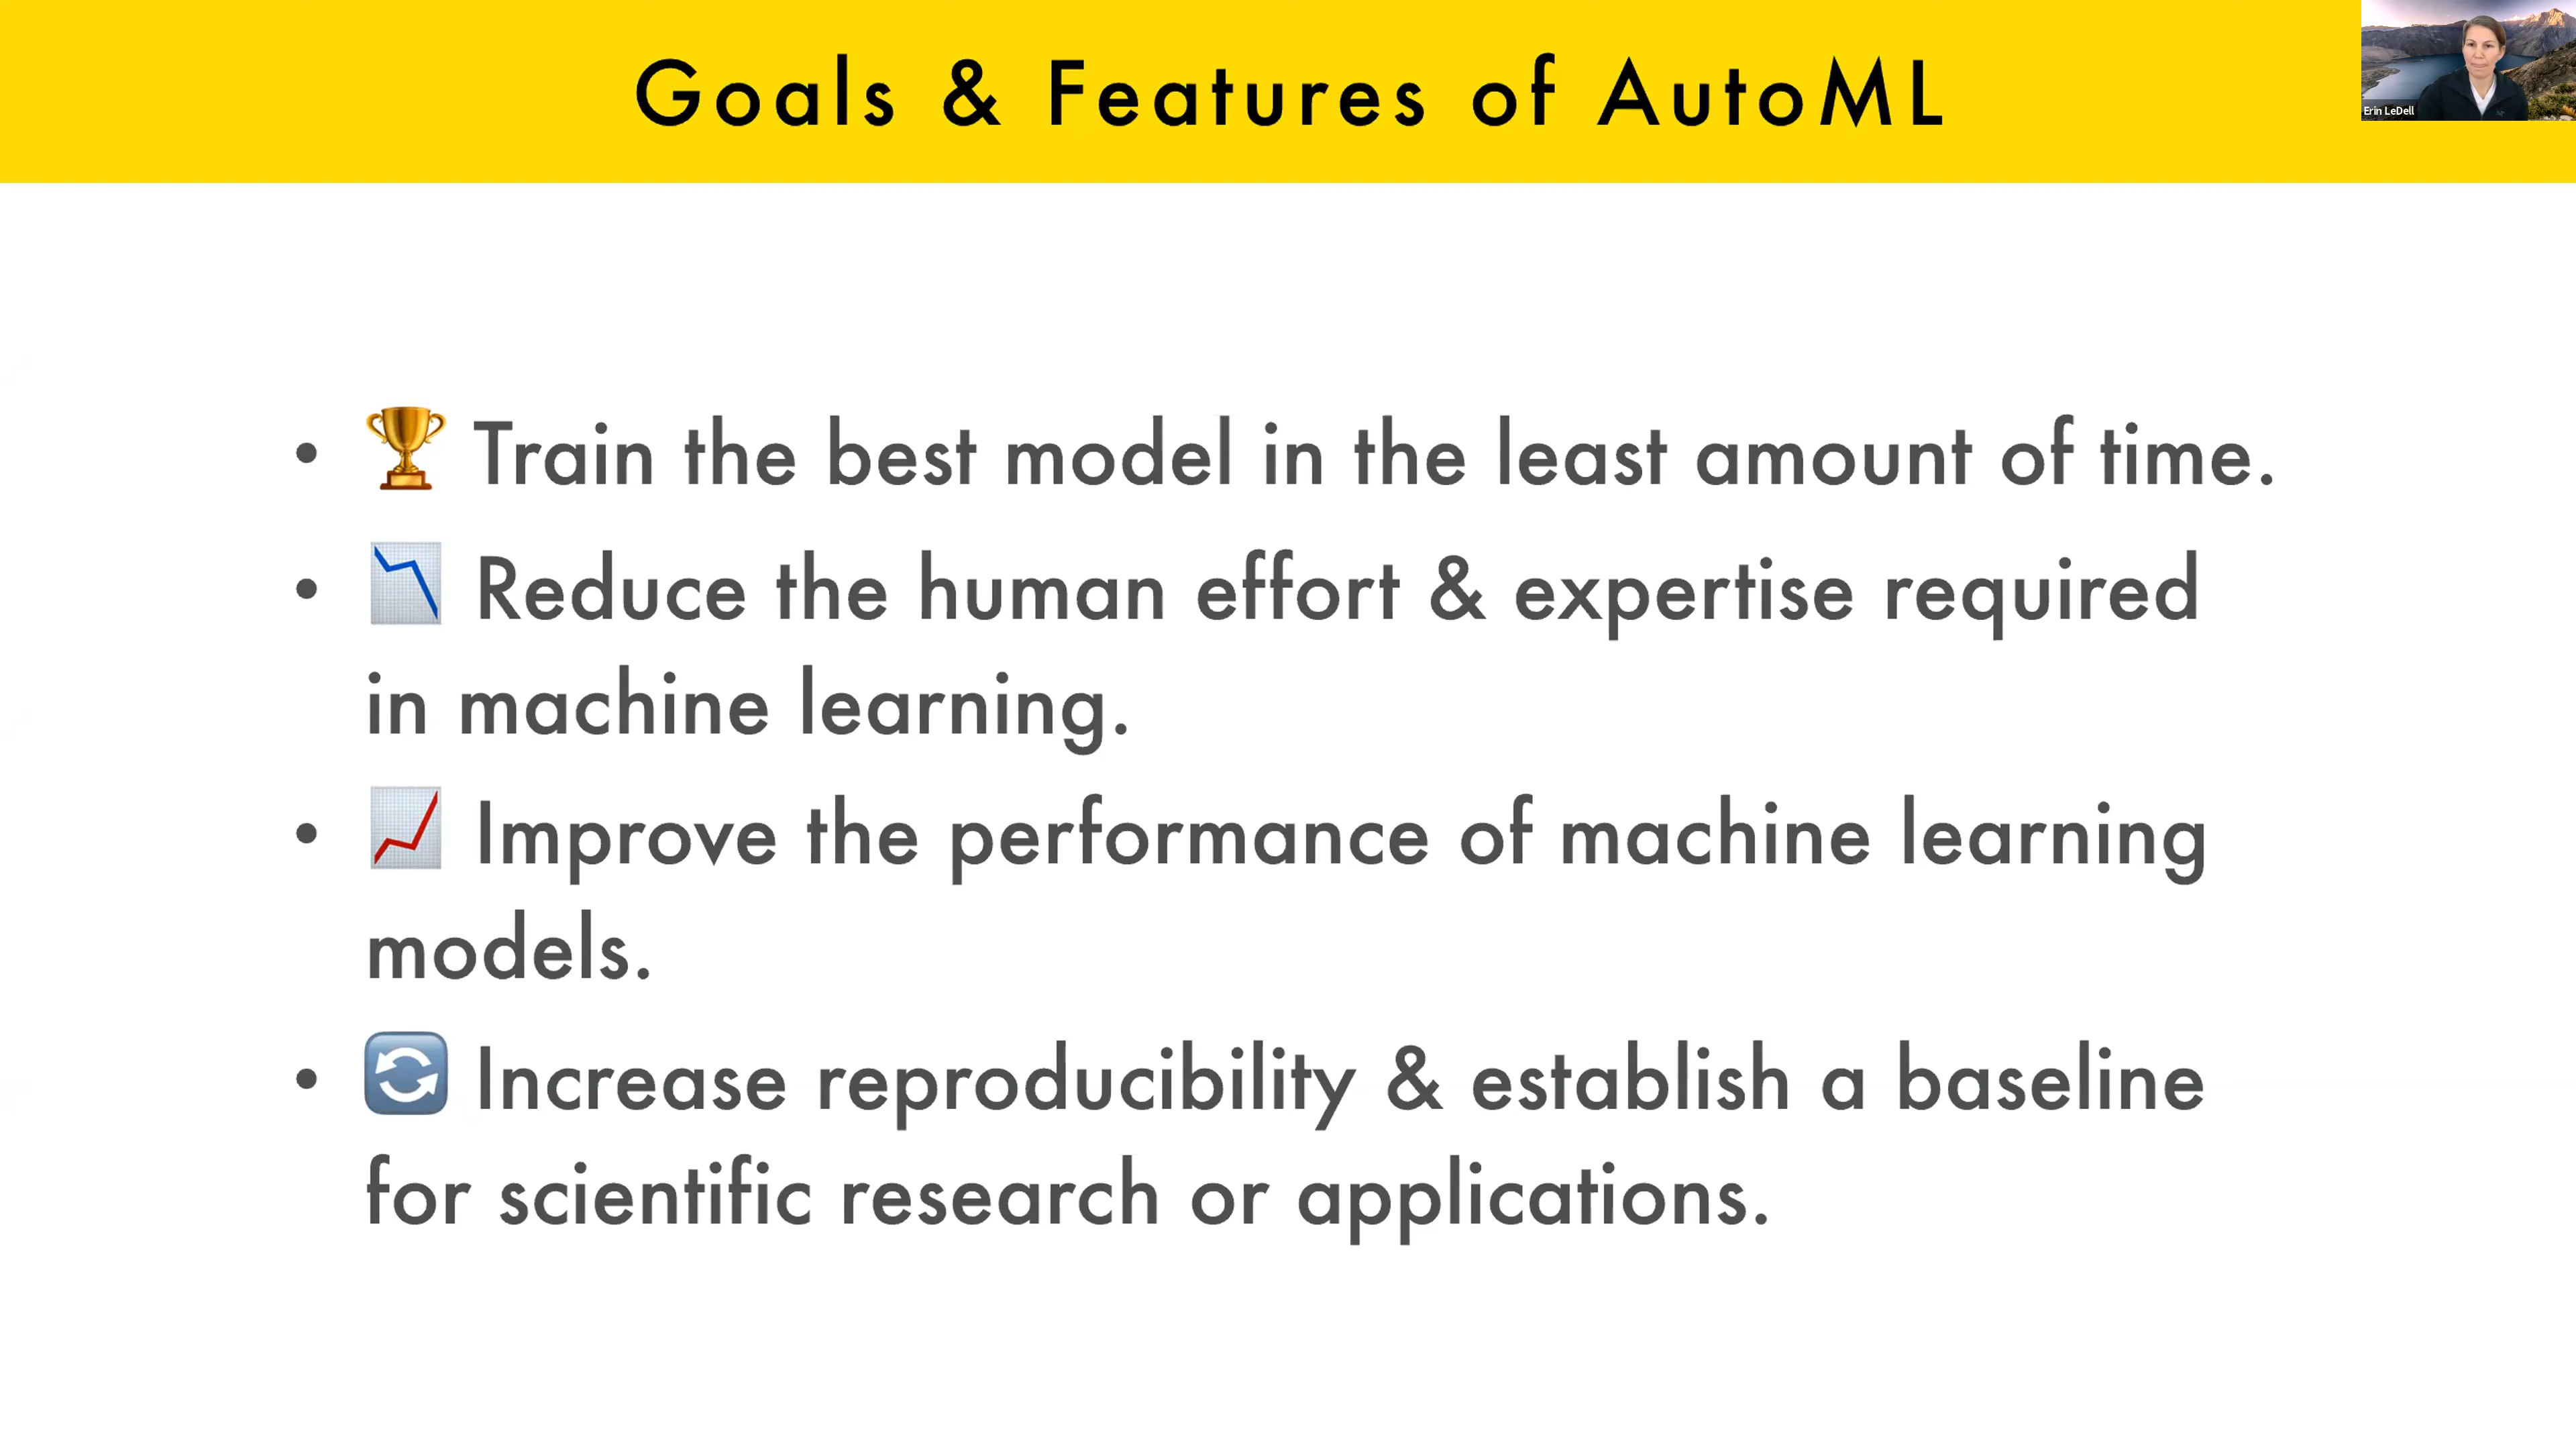 Goals & Features of AutoML
Erin LeDell
• 🏆 Train the best model in the least amount of time.
• 📉 Reduce the human effort & expertise required
in machine learning.
• 📈 Improve the performance of machine learning
models.
• 🔄 Increase reproducibility & establish a baseline
for scientific research or applications.